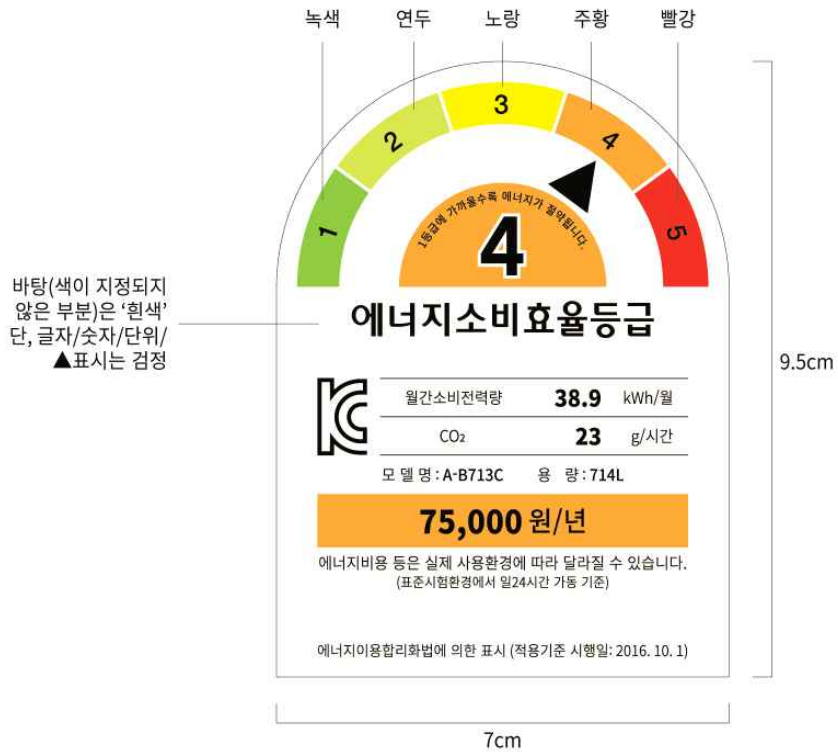 녹색 연두 노랑 주황 빨강
1 2 3 4 5
1등급에 가까울수록 에너지가 절약됩니다.
4
바탕(색이 지정되지
않은 부분)은 ‘흰색’
단, 글자/숫자/단위/
▲표시는 검정
에너지소비효율등급
KC
월간소비전력량 38.9 kWh/월
CO₂ 23 g/시간
모 델 명 : A-B713C 용 량 : 714L
75,000 원/년
에너지비용 등은 실제 사용환경에 따라 달라질 수 있습니다.
(표준시험환경에서 일24시간 가동 기준)
에너지이용합리화법에 의한 표시 (적용기준 시행일: 2016. 10. 1)
9.5cm
7cm